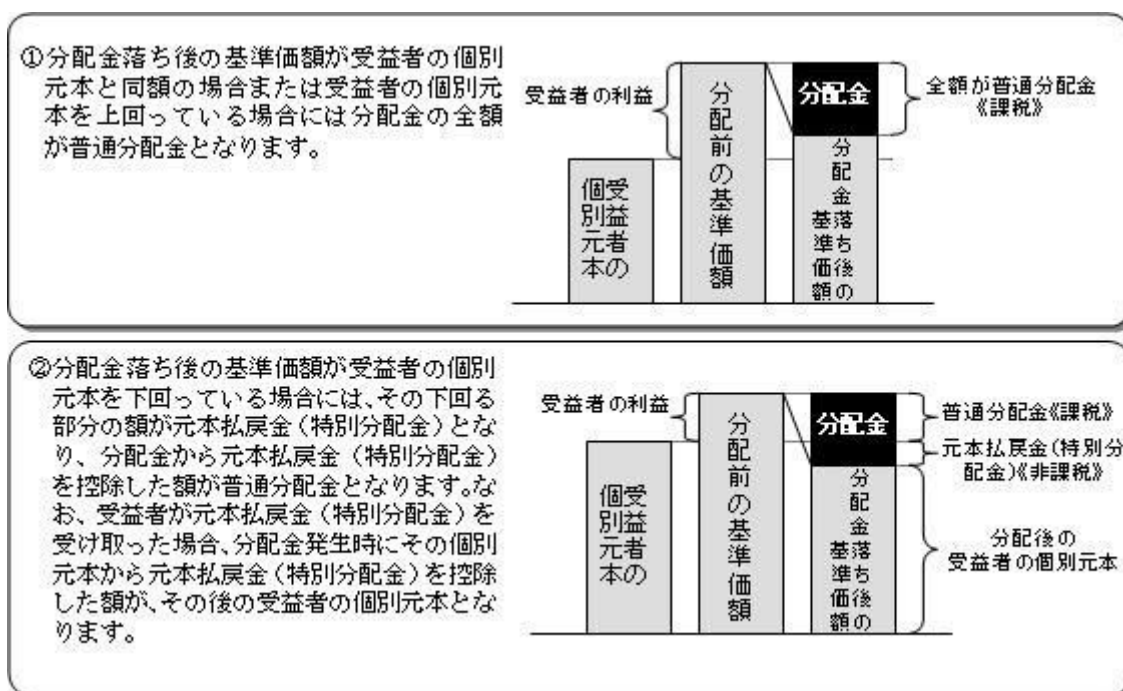 ①分配金落ち後の基準価額が受益者の個別
元本と同額の場合または受益者の個別元
本を上回っている場合には分配金の全額
が普通分配金となります。
受益者の利益
受益者の
個別元本
分配前の基準価額
分配金
分配金
落ち後の
基準価額
全額が普通分配金
《課税》
②分配金落ち後の基準価額が受益者の個別
元本を下回っている場合には、その下回る
部分の額が元本払戻金(特別分配金)とな
り、分配金から元本払戻金(特別分配金)
を控除した額が普通分配金となります。な
お、受益者が元本払戻金(特別分配金)を
受け取った場合、分配金発生時にその個別
元本から元本払戻金(特別分配金)を控除
した額が、その後の受益者の個別元本とな
ります。
受益者の利益
受益者の
個別元本
分配前の基準価額
分配金
分配金
落ち後の
基準価額
普通分配金《課税》
元本払戻金(特別分
配金)《非課税》
分配後の
受益者の個別元本